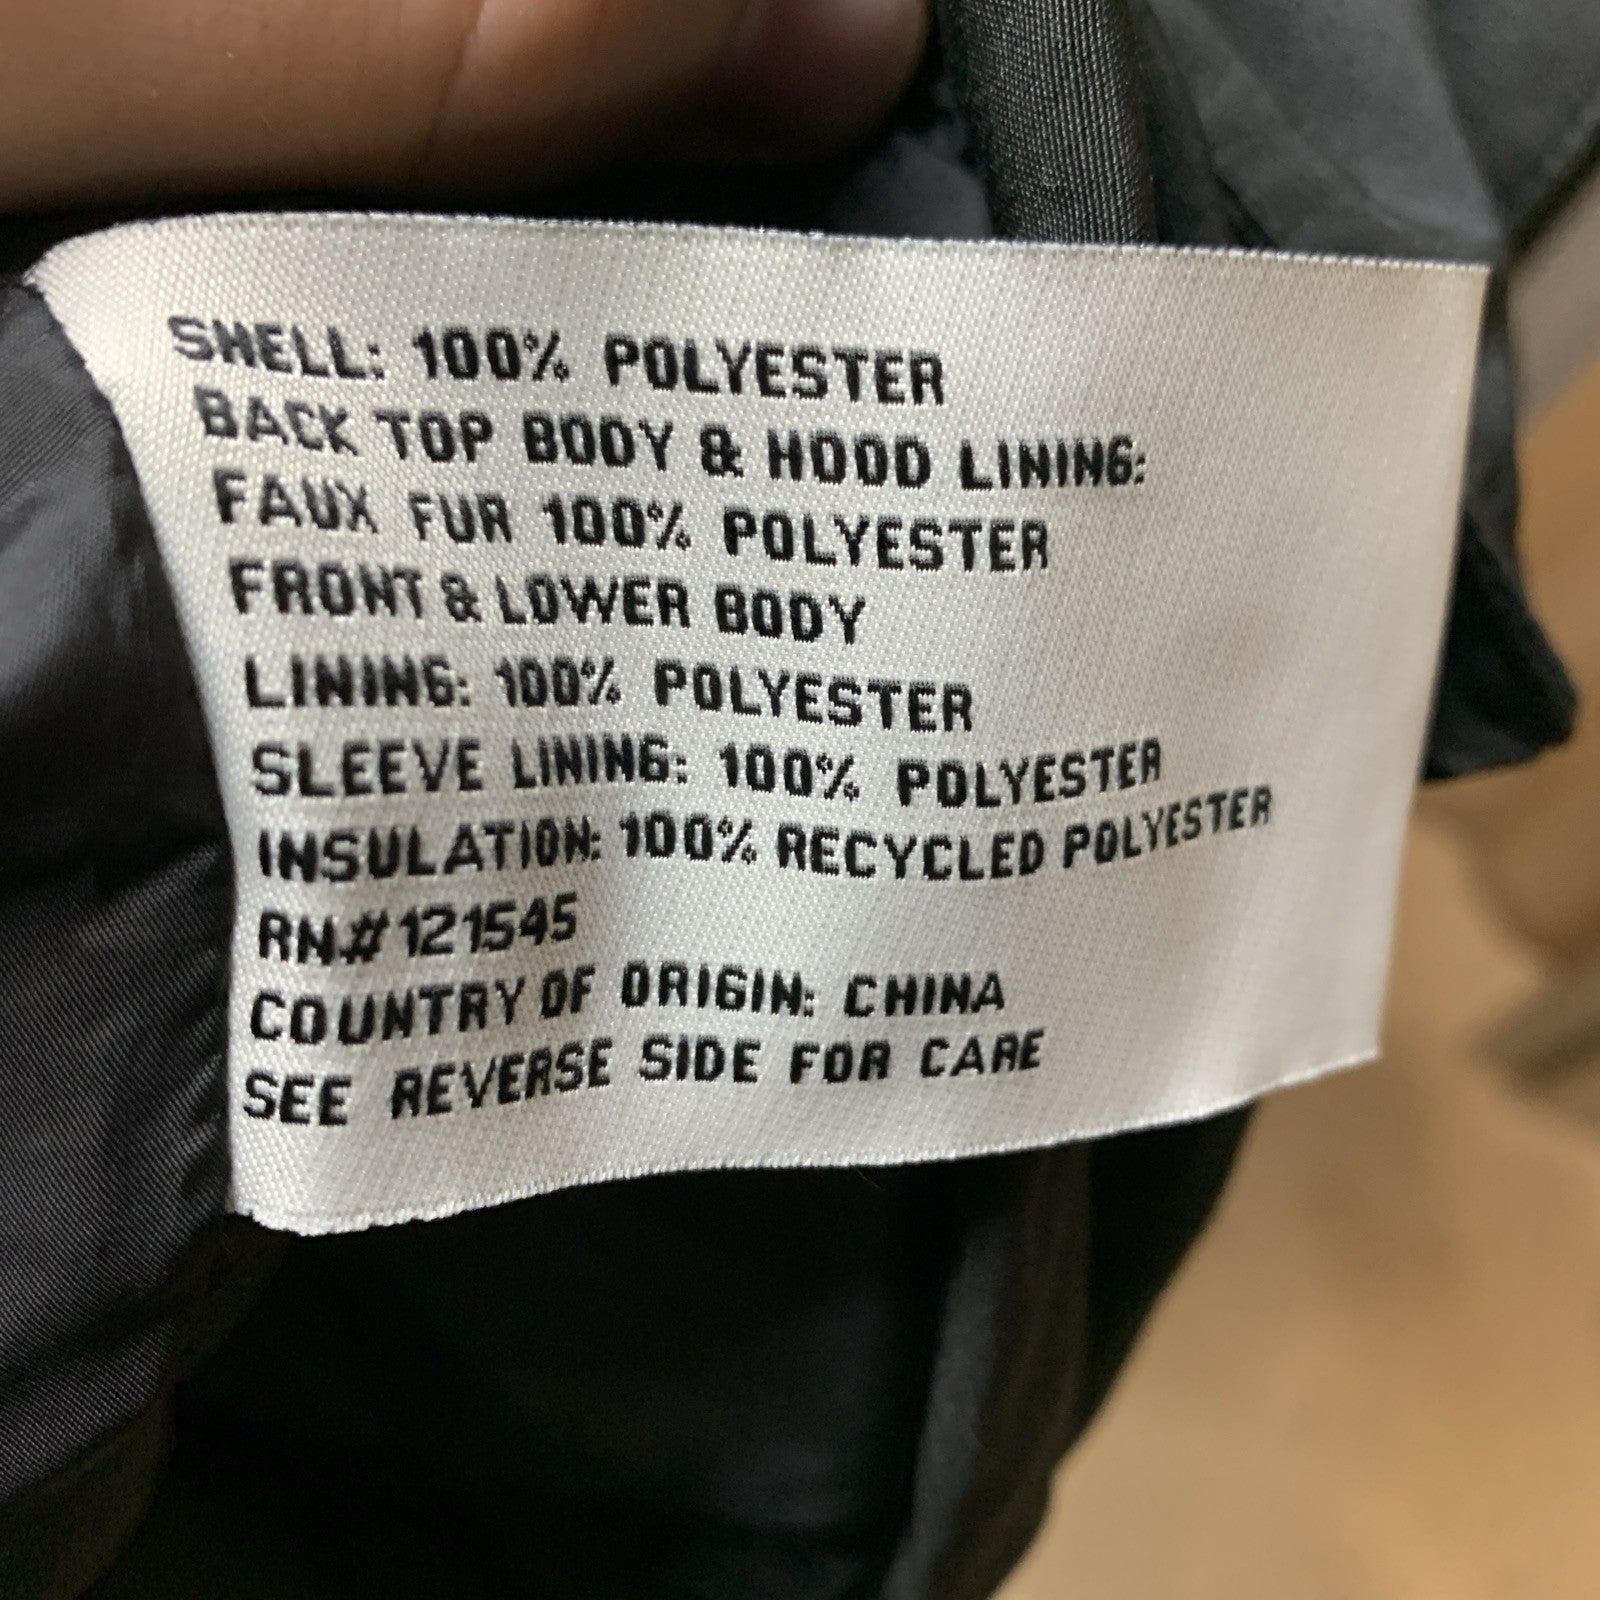 SHELL: 100% POLYESTER
BACK TOP BODY & HOOD LINING:
FAUX FUR 100% POLYESTER
FRONT & LOWER BODY
LINING: 100% POLYESTER
SLEEVE LINING: 100% POLYESTER
INSULATION: 100% RECYCLED POLYESTER
RN# 121545
COUNTRY OF ORIGIN: CHINA
SEE REVERSE SIDE FOR CARE